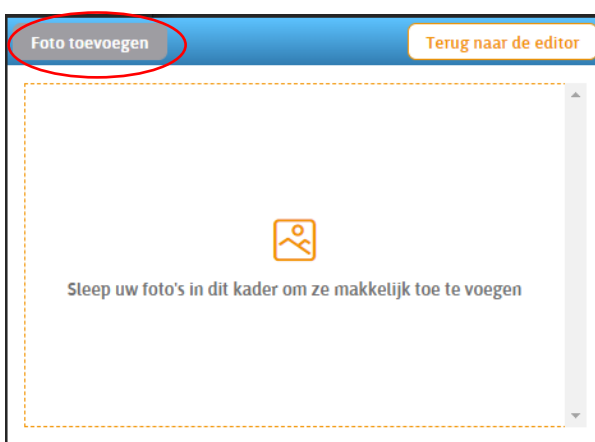 Foto toevoegen
Terug naar de editor
Sleep uw foto's in dit kader om ze makkelijk toe te voegen